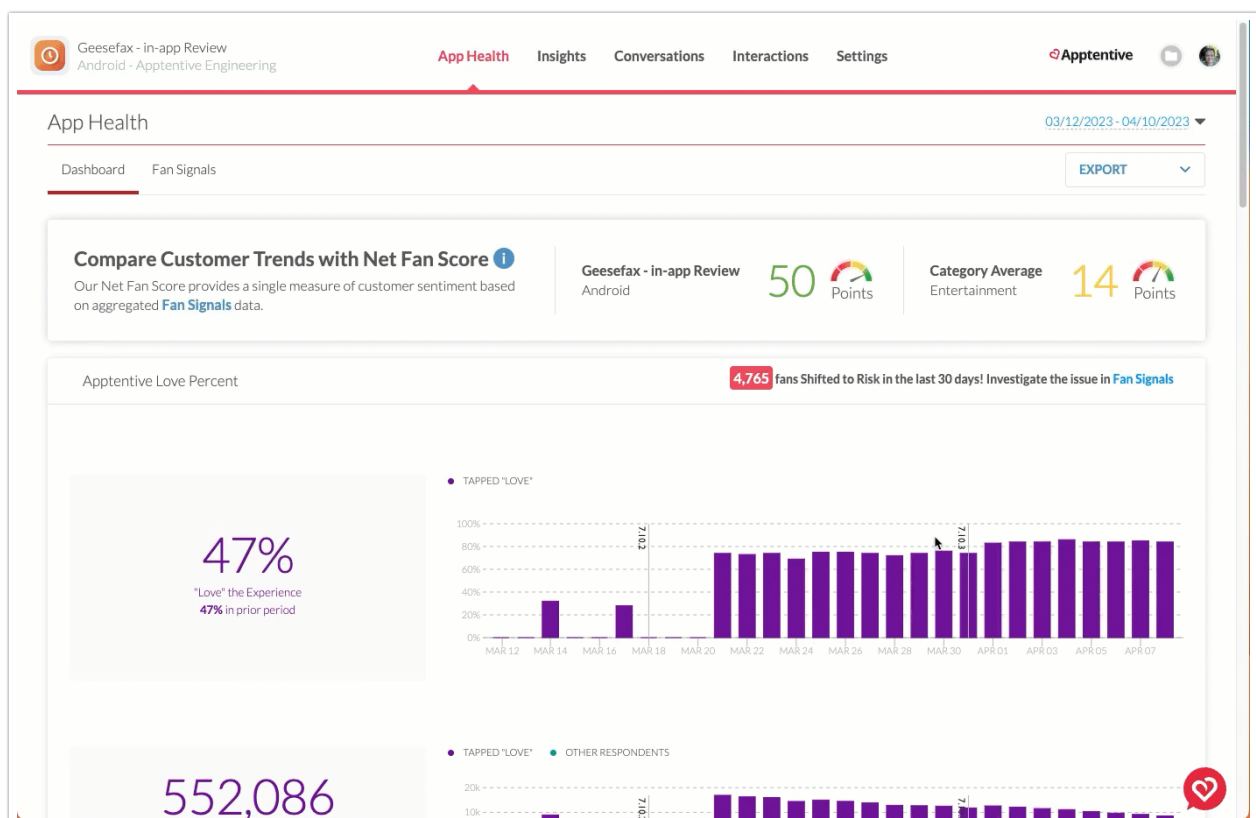 Geesefax - in-app Review
Android - Apptentive Engineering
App Health
Insights
Conversations
Interactions
Settings
Apptentive
App Health
03/12/2023 - 04/10/2023
Dashboard
Fan Signals
EXPORT
Compare Customer Trends with Net Fan Score i
Our Net Fan Score provides a single measure of customer sentiment based
on aggregated Fan Signals data.
Geesefax - in-app Review
Android
50
Points
Category Average
Entertainment
14
Points
Apptentive Love Percent
4,765 fans Shifted to Risk in the last 30 days! Investigate the issue in Fan Signals
47%
"Love" the Experience
47% in prior period
TAPPED "LOVE"
100%
80%
60%
40%
20%
0%
7.10.2
7.10.3
MAR 12 MAR 14 MAR 16 MAR 18 MAR 20 MAR 22 MAR 24 MAR 26 MAR 28 MAR 30 APR 01 APR 03 APR 05 APR 07
552,086
TAPPED "LOVE"
OTHER RESPONDENTS
20k
10k